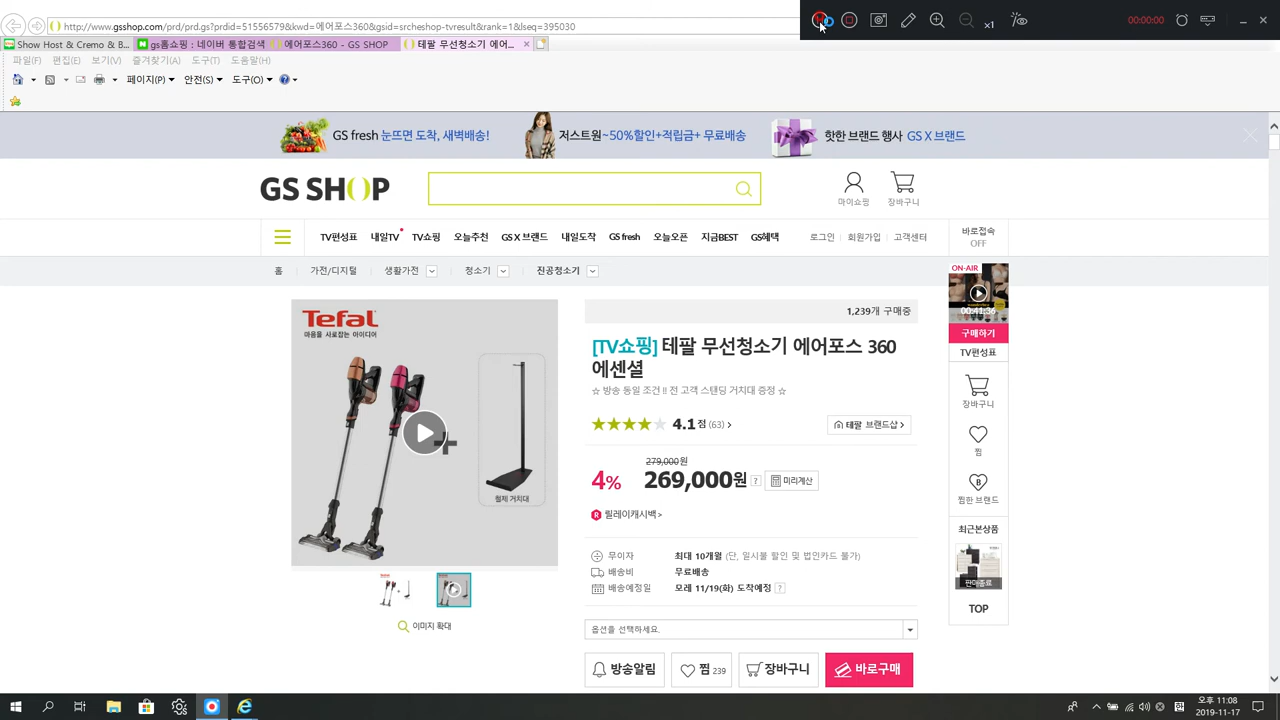 http://www.gsshop.com/prd/prd.gs?prdid=51556579&kwd=에어포스360&gsid=srcheshop-tvresult&rank=1&lseq=395030
x1
00:00:00
Show Host & Cremo & B...
gs홈쇼핑 : 네이버 통합검색
에어포스360 - GS SHOP
테팔 무선청소기 에어...
파일(F) 편집(E) 보기(V) 즐겨찾기(A) 도구(T) 도움말(H)
페이지(P) 안전(S) 도구(O)
GS fresh 눈뜨면 도착, 새벽배송!
저스트원~50%할인+적립금+ 무료배송
핫한 브랜드 행사 GS X 브랜드
GS SHOP
마이쇼핑
장바구니
TV편성표 내일TV TV쇼핑 오늘추천 GS X 브랜드 내일도착 GS fresh 오늘오픈 지금BEST GS혜택
로그인 회원가입 고객센터
바로접속
OFF
홈 가전/디지털 생활가전 청소기 진공청소기
Tefal
마음을 사로잡는 아이디어
월제 거치대
이미지 확대
1,239개 구매중
[TV쇼핑] 테팔 무선청소기 에어포스 360
에센셜
☆ 방송 동일 조건 !! 전 고객 스탠딩 거치대 증정 ☆
4.1점 (63)
테팔 브랜드샵
279,000원
4% 269,000원 ? 미리계산
R 릴레이캐시백 >
무이자 최대 10개월 (단, 일시불 할인 및 법인카드 불가)
배송비 무료배송
배송예정일 모레 11/19(화) 도착예정 ?
옵션을 선택하세요.
방송알림
찜 239
장바구니
바로구매
ON-AIR
00:41:36
구매하기
TV편성표
장바구니
찜
찜한 브랜드
최근본상품
판매종료
TOP
오후 11:08
2019-11-17